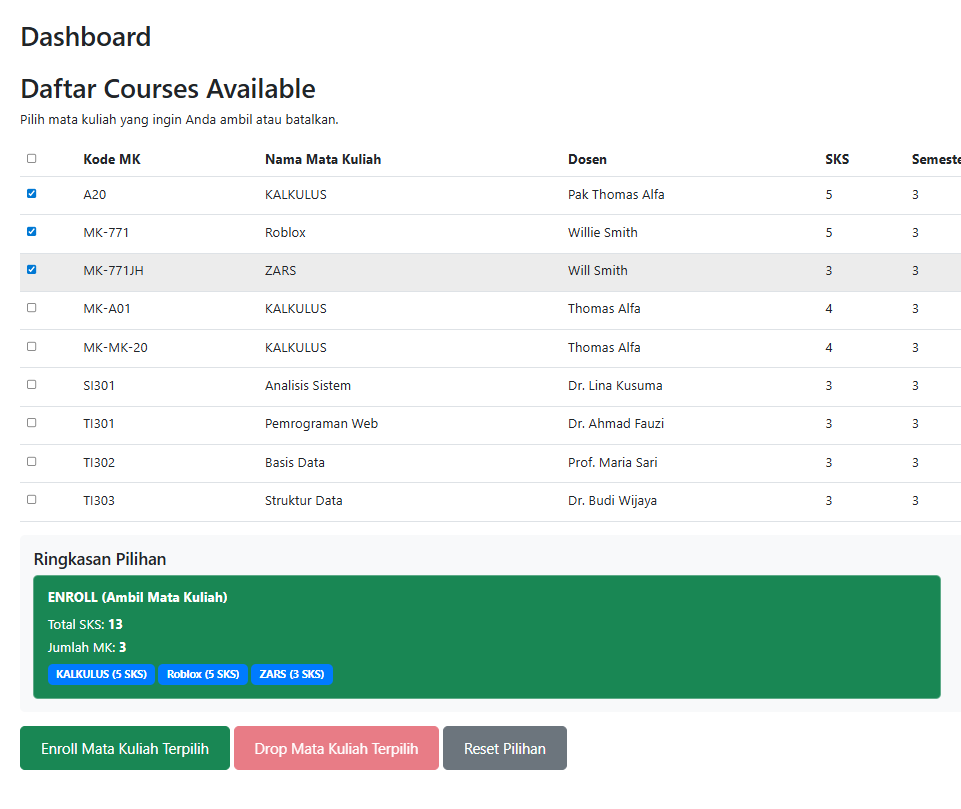 Dashboard
Daftar Courses Available
Pilih mata kuliah yang ingin Anda ambil atau batalkan.
Kode MK Nama Mata Kuliah Dosen SKS Semeste
A20 KALKULUS Pak Thomas Alfa 5 3
MK-771 Roblox Willie Smith 5 3
MK-771JH ZARS Will Smith 3 3
MK-A01 KALKULUS Thomas Alfa 4 3
MK-MK-20 KALKULUS Thomas Alfa 4 3
SI301 Analisis Sistem Dr. Lina Kusuma 3 3
TI301 Pemrograman Web Dr. Ahmad Fauzi 3 3
TI302 Basis Data Prof. Maria Sari 3 3
TI303 Struktur Data Dr. Budi Wijaya 3 3
Ringkasan Pilihan
ENROLL (Ambil Mata Kuliah)
Total SKS: 13
Jumlah MK: 3
KALKULUS (5 SKS) Roblox (5 SKS) ZARS (3 SKS)
Enroll Mata Kuliah Terpilih Drop Mata Kuliah Terpilih Reset Pilihan